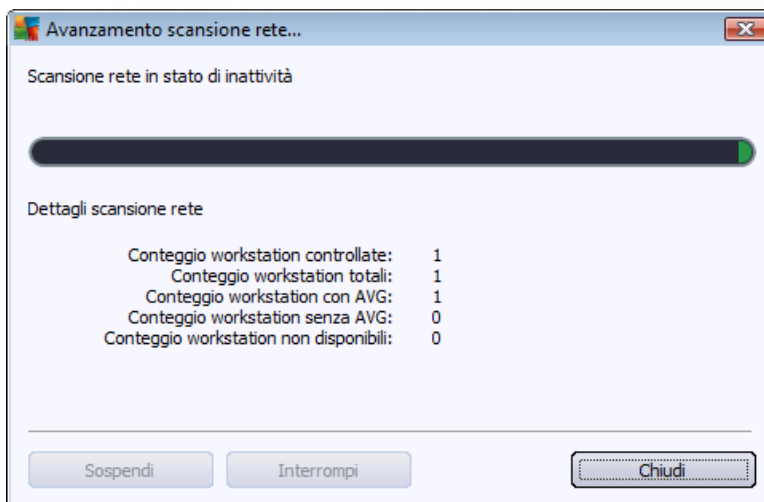 Avanzamento scansione rete...
Scansione rete in stato di inattività
Dettagli scansione rete
Conteggio workstation controllate: 1
Conteggio workstation totali: 1
Conteggio workstation con AVG: 1
Conteggio workstation senza AVG: 0
Conteggio workstation non disponibili: 0
Sospendi Interrompi Chiudi